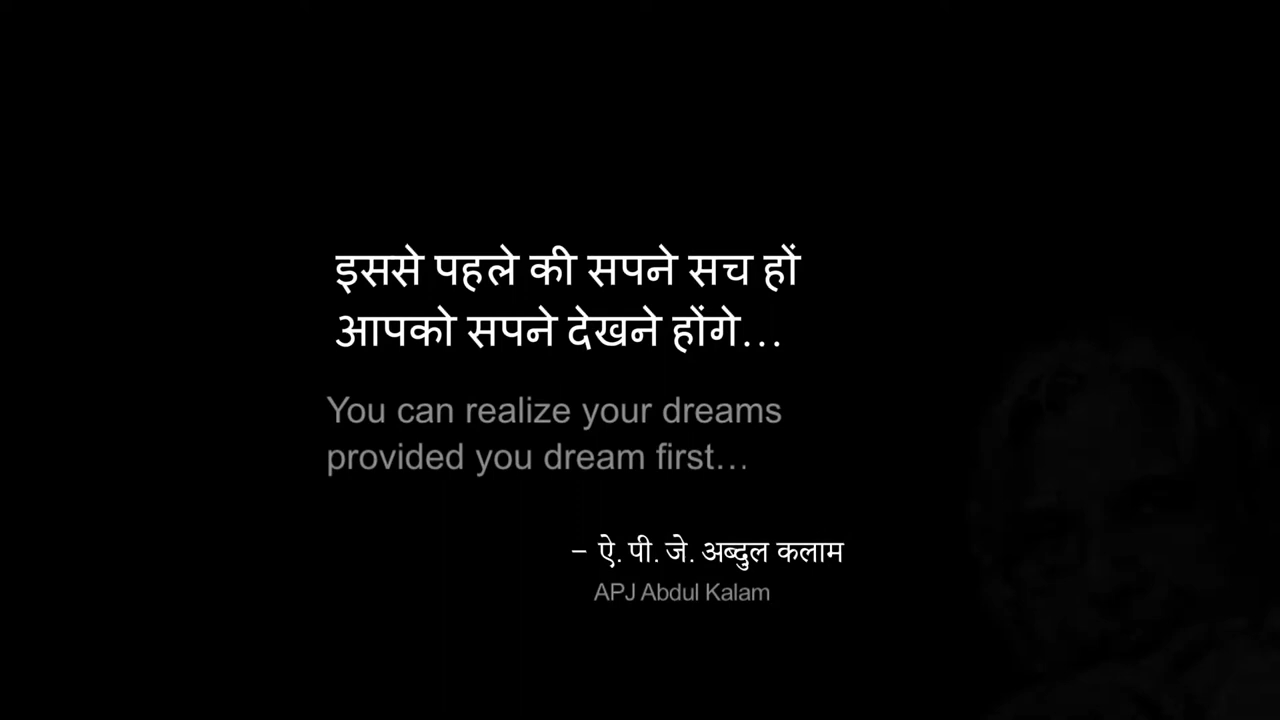 इससे पहले की सपने सच हों
आपको सपने देखने होंगे...
You can realize your dreams
provided you dream first...
– ऐ. पी. जे. अब्दुल कलाम
APJ Abdul Kalam